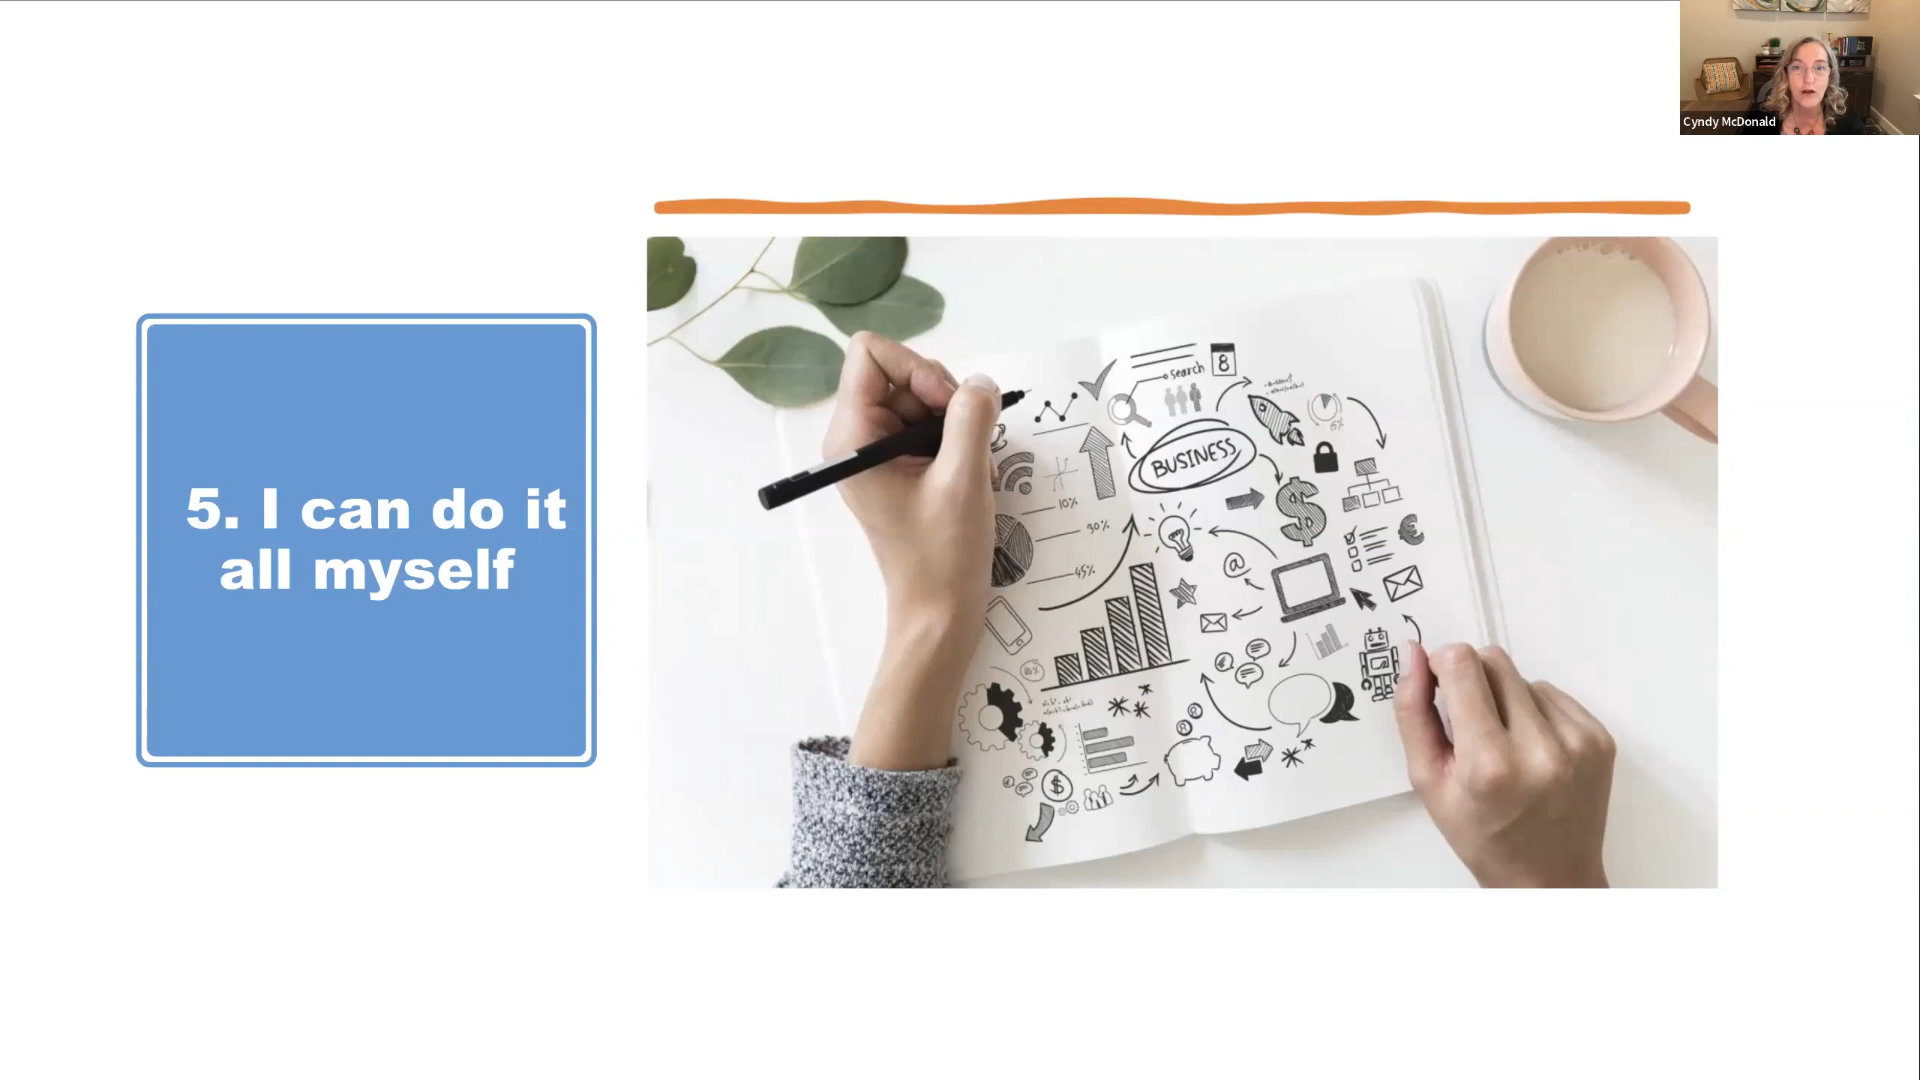 Cyndy McDonald
5. I can do it
all myself
search
8
BUSINESS
10%
30%
45%
@
$
€
$